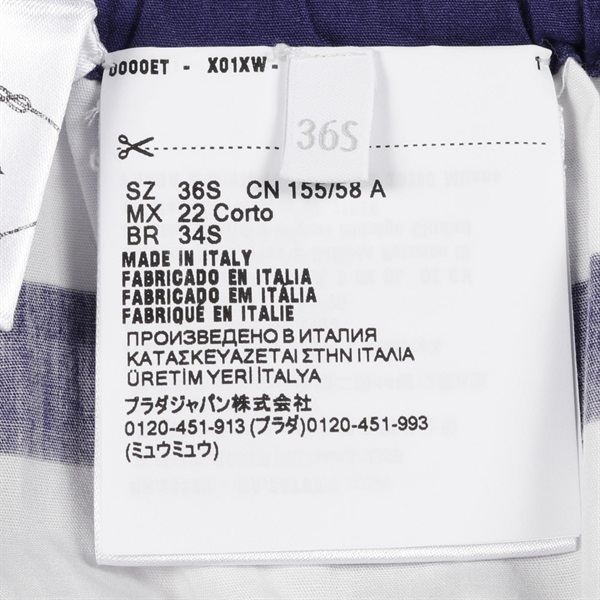 0000ET - X01XW-
36S
SZ 36S CN 155/58 A
MX 22 Corto
BR 34S
MADE IN ITALY
FABRICADO EN ITALIA
FABRICADO EM ITÁLIA
FABRIQUÉ EN ITALIE
ПРОИЗВЕДЕНО В ИТАЛИЯ
ΚΑΤΑΣΚΕΥΑΖΕΤΑΙ ΣΤΗΝ ΙΤΑΛΙΑ
ÜRETİM YERİ İTALYA
プラダジャパン株式会社
0120-451-913 (プラダ)0120-451-993
(ミュウミュウ)